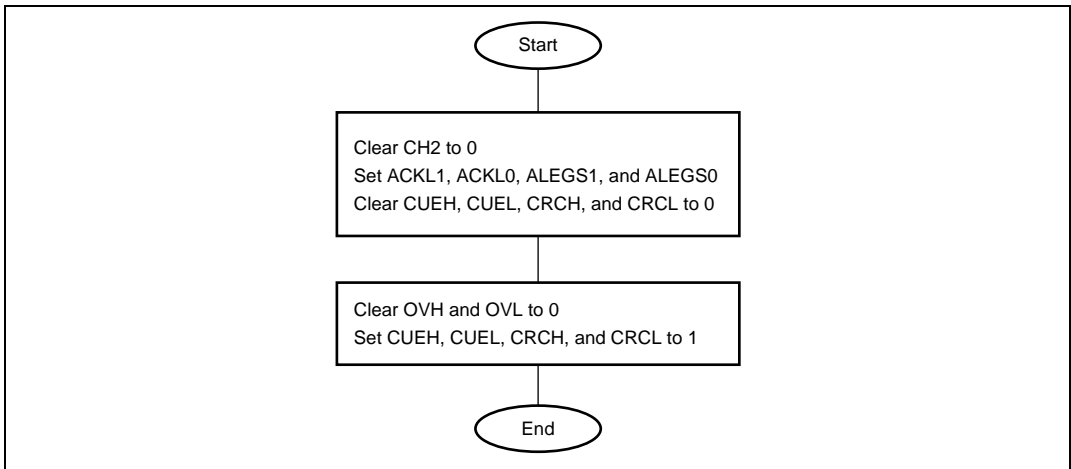 Start
Clear CH2 to 0
Set ACKL1, ACKL0, ALEGS1, and ALEGS0
Clear CUEH, CUEL, CRCH, and CRCL to 0
Clear OVH and OVL to 0
Set CUEH, CUEL, CRCH, and CRCL to 1
End